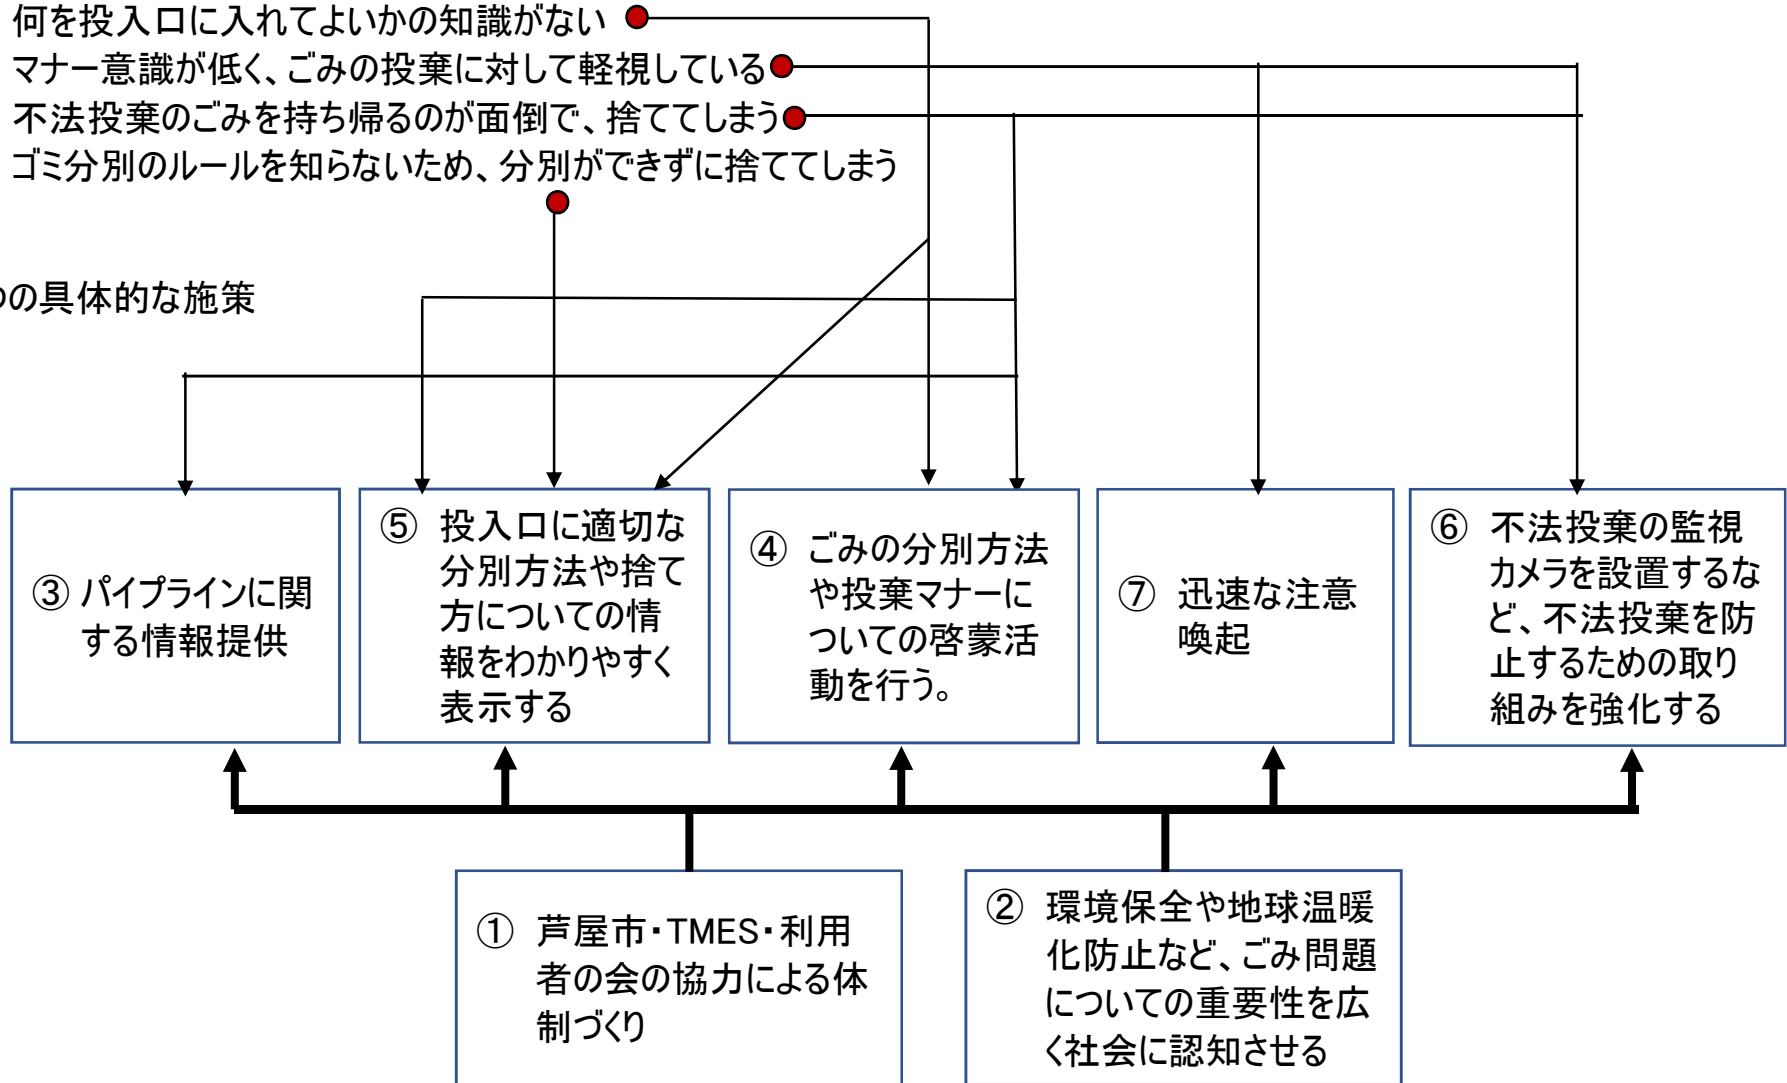 何を投入口に入れてよいかの知識がない
マナー意識が低く、ごみの投棄に対して軽視している
不法投棄のごみを持ち帰るのが面倒で、捨ててしまう
ゴミ分別のルールを知らないため、分別ができずに捨ててしまう
の具体的な施策
③ パイプラインに関
する情報提供
⑤ 投入口に適切な
分別方法や捨て
方についての情
報をわかりやすく
表示する
④ ごみの分別方法
や投棄マナーに
ついての啓蒙活
動を行う。
⑦ 迅速な注意
喚起
⑥ 不法投棄の監視
カメラを設置するな
ど、不法投棄を防
止するための取り
組みを強化する
① 芦屋市・TMES・利用
者の会の協力による体
制づくり
② 環境保全や地球温暖
化防止など、ごみ問題
についての重要性を広
く社会に認知させる